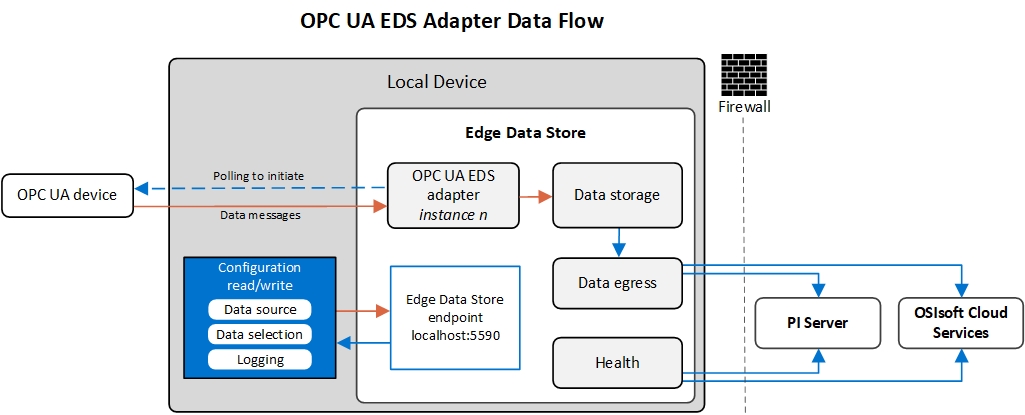 OPC UA EDS Adapter Data Flow
Local Device
Firewall
Edge Data Store
OPC UA device
Polling to initiate
Data messages
OPC UA EDS
adapter
instance n
Data storage
Configuration
read/write
Data source
Data selection
Logging
Edge Data Store
endpoint
localhost:5590
Data egress
Health
PI Server
OSIsoft Cloud
Services